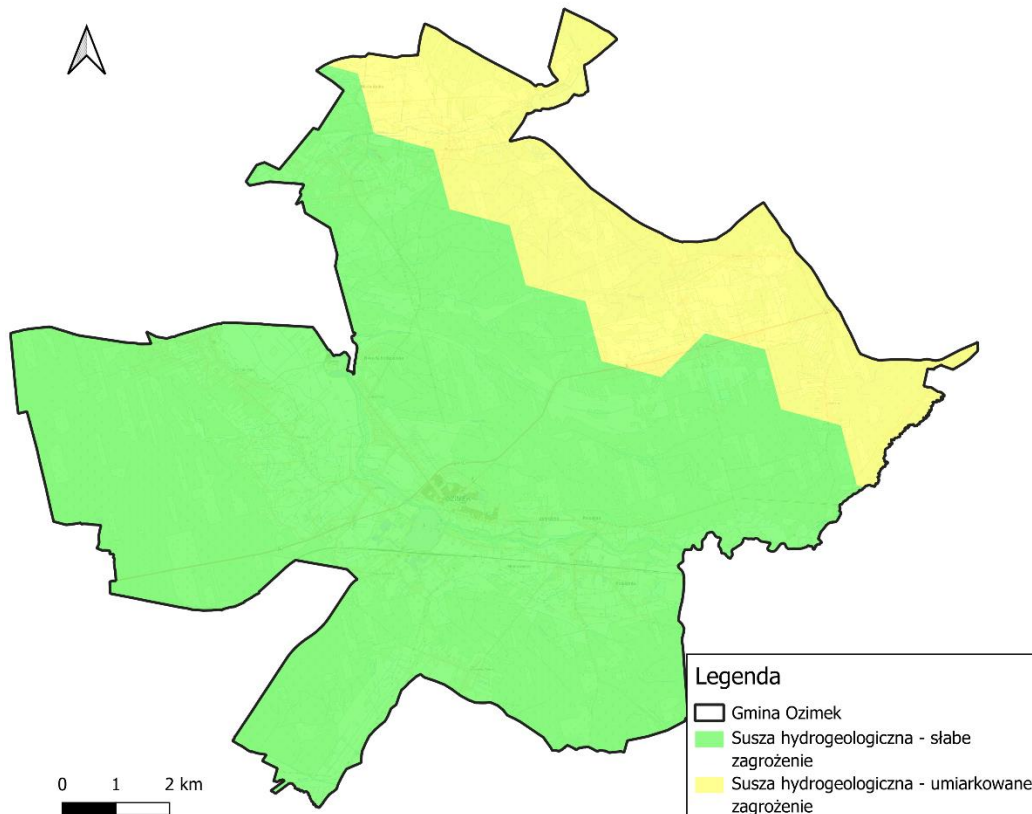 Legenda
Gmina Ozimek
Susza hydrogeologiczna - słabe
zagrożenie
Susza hydrogeologiczna - umiarkowane
zagrożenie
0 1 2 km